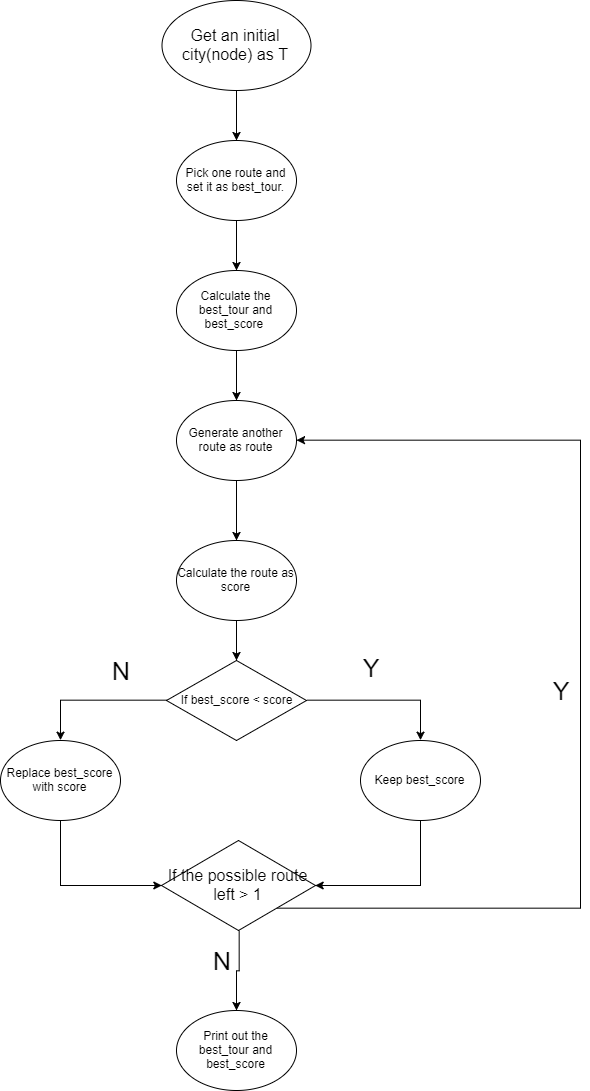 Get an initial
city(node) as T
Pick one route and
set it as best_tour.
Calculate the
best_tour and
best_score
Generate another
route as route
Calculate the route as
score
N
Y
If best_score < score
Y
Replace best_score
with score
Keep best_score
If the possible route
left > 1
N
Print out the
best_tour and
best_score